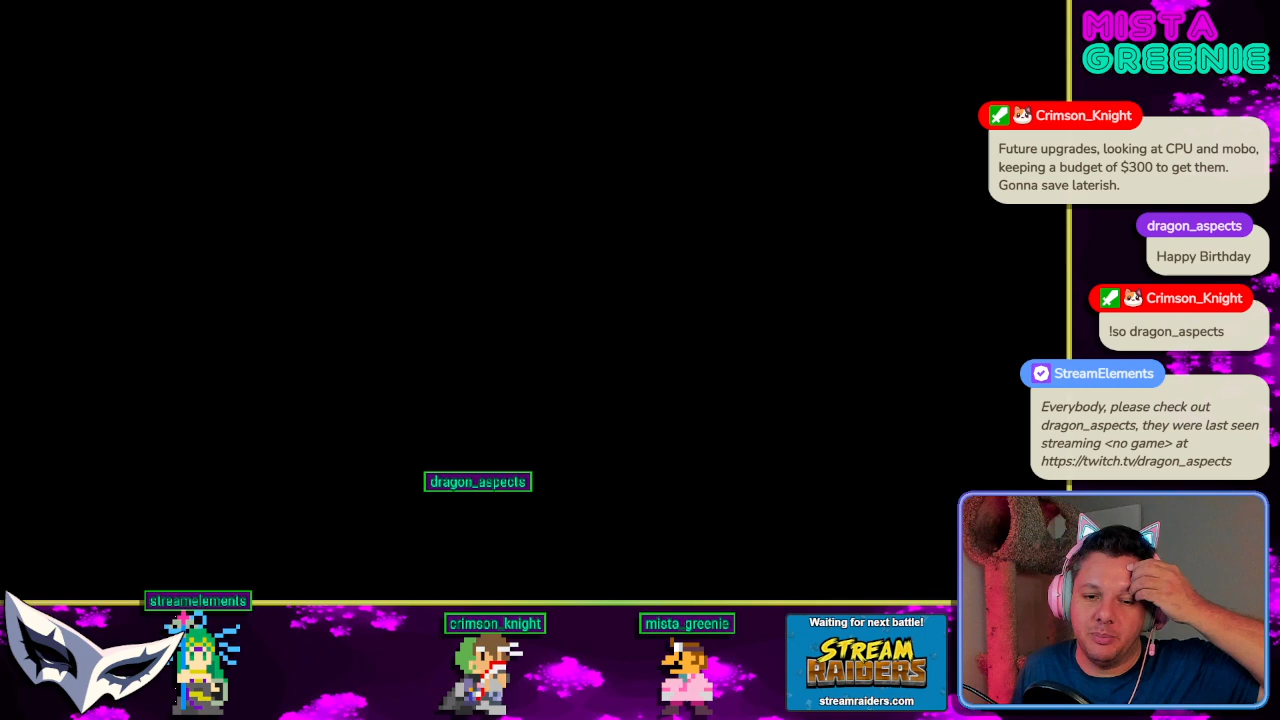 MISTA
GREENIE
Crimson_Knight
Future upgrades, looking at CPU and mobo,
keeping a budget of $300 to get them.
Gonna save laterish.
dragon_aspects
Happy Birthday
Crimson_Knight
!so dragon_aspects
StreamElements
Everybody, please check out
dragon_aspects, they were last seen
streaming <no game> at
https://twitch.tv/dragon_aspects
dragon_aspects
streamelements
crimson_knight
mista_greenie
Waiting for next battle!
STREAM
RAIDERS
streamraiders.com